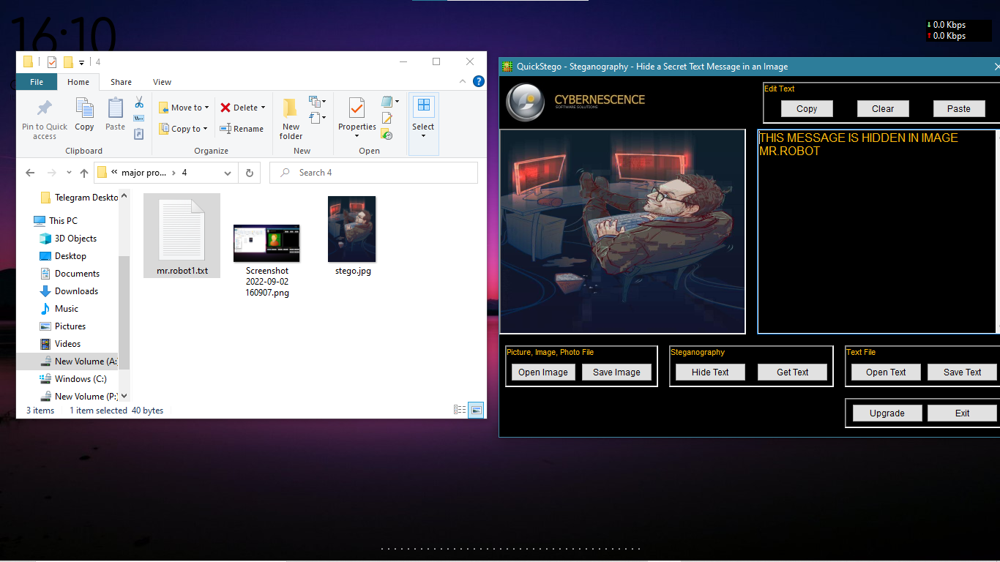 16:10
0.0 Kbps
0.0 Kbps
4
File
Home
Share
View
Pin to Quick
access
Copy
Paste
Move to
Copy to
Delete
Rename
New
folder
Properties
Select
Clipboard
Organize
New
Open
major pro...
4
Search 4
Telegram Deskto
This PC
3D Objects
Desktop
Documents
Downloads
Music
Pictures
Videos
New Volume (A:
Windows (C:)
New Volume (P:)
mr.robot1.txt
Screenshot
2022-09-02
160907.png
stego.jpg
3 items
1 item selected 40 bytes
QuickStego - Steganography - Hide a Secret Text Message in an Image
CYBERNESCENCE
SOFTWARE SOLUTIONS
Edit Text
Copy
Clear
Paste
THIS MESSAGE IS HIDDEN IN IMAGE
MR.ROBOT
Picture, Image, Photo File
Open Image
Save Image
Steganography
Hide Text
Get Text
Text File
Open Text
Save Text
Upgrade
Exit